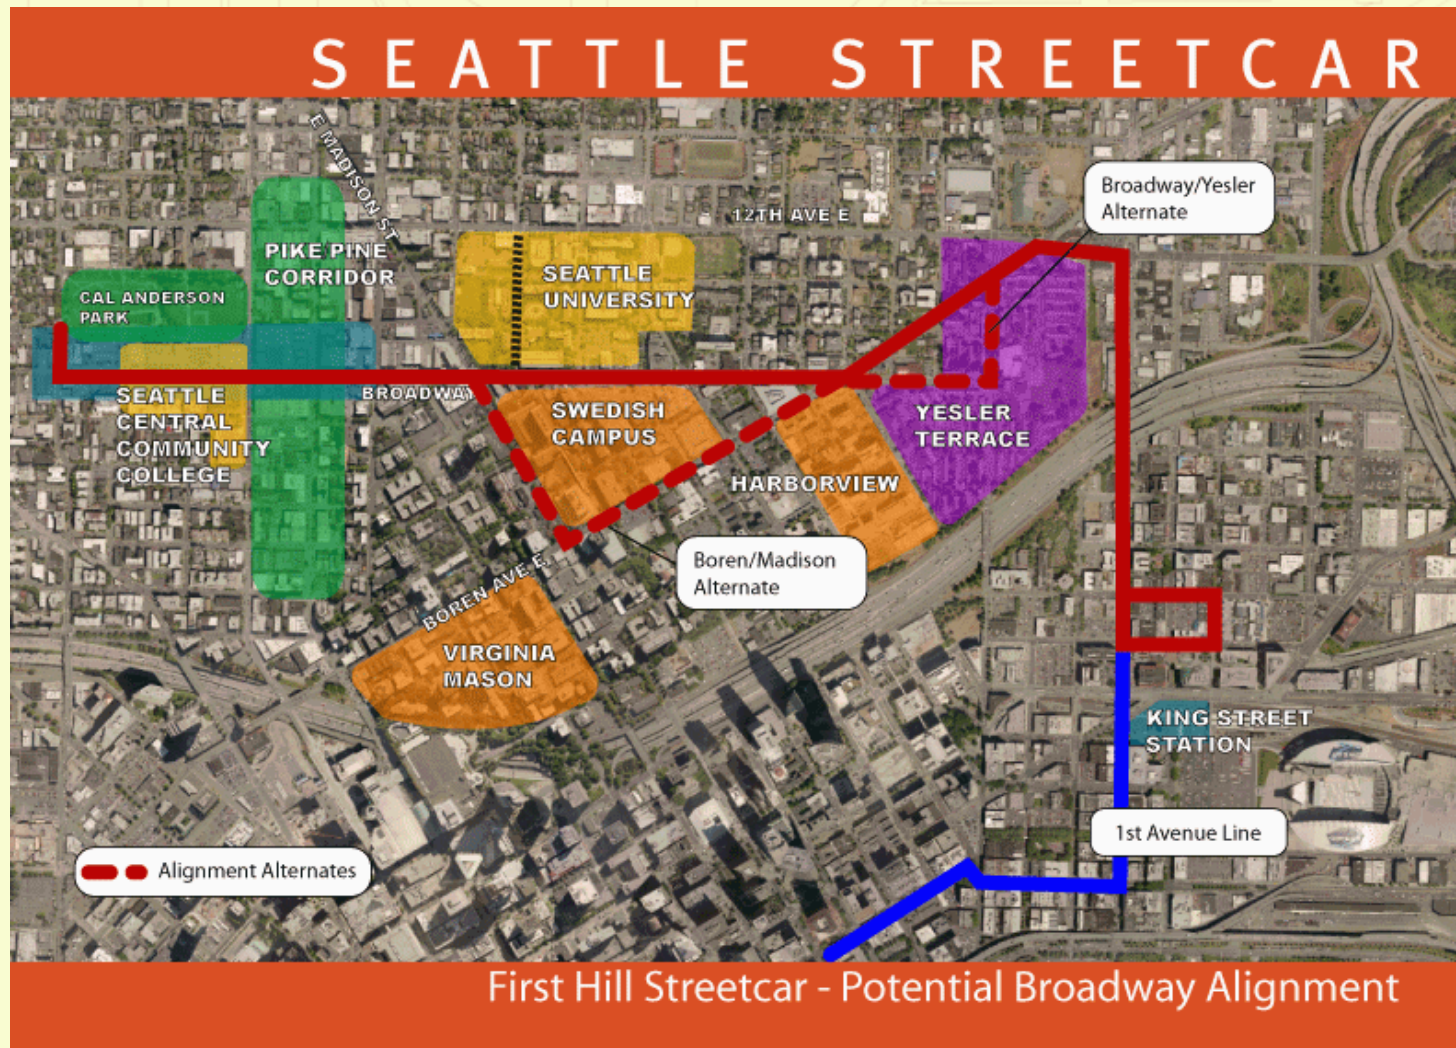 SEATTLE STREETCAR
E MADISON ST
12TH AVE E
Broadway/Yesler
Alternate
PIKE PINE
CORRIDOR
SEATTLE
UNIVERSITY
CAL ANDERSON
PARK
BROADWAY
SEATTLE
CENTRAL
COMMUNITY
COLLEGE
SWEDISH
CAMPUS
YESLER
TERRACE
HARBORVIEW
Boren/Madison
Alternate
BOREN AVE E
VIRGINIA
MASON
KING STREET
STATION
1st Avenue Line
Alignment Alternates
First Hill Streetcar - Potential Broadway Alignment